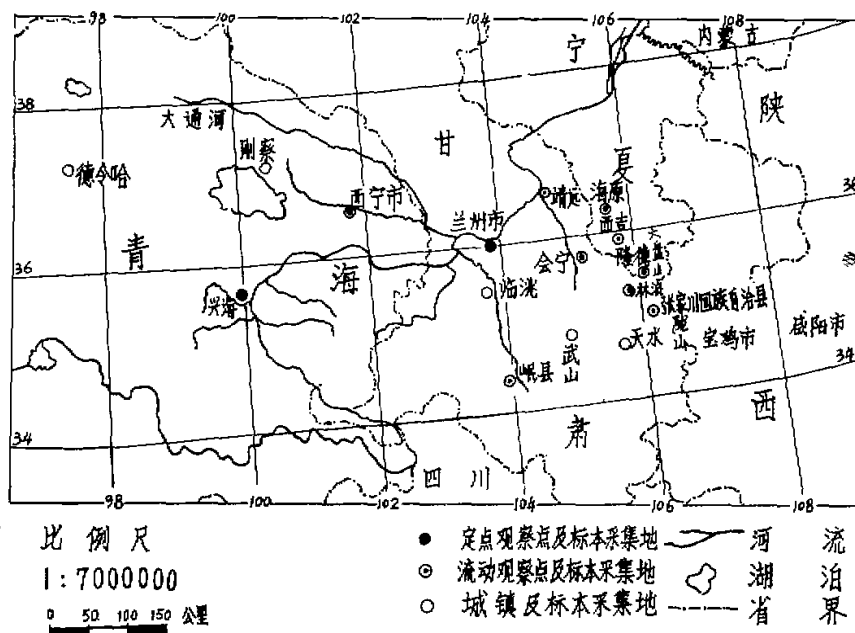 98 102 106 108
内蒙古
宁
38
大通河
陕
甘
刚察
夏
德令哈
36
靖远 海原
西宁市
兰州市
西吉
青
会宁
隆德
六盘山
36
海
临洮
兴海
张家川回族自治县
陇山
天水
宝鸡市
咸阳市
武山
34
岷县
西
肃
34
四川
98 100 102 104 106 108
比例尺
1:7000000
0 50 100 150 公里
● 定点观察点及标本采集地
⊙ 流动观察点及标本采集地
○ 城镇及标本采集地
河流
湖泊
省界